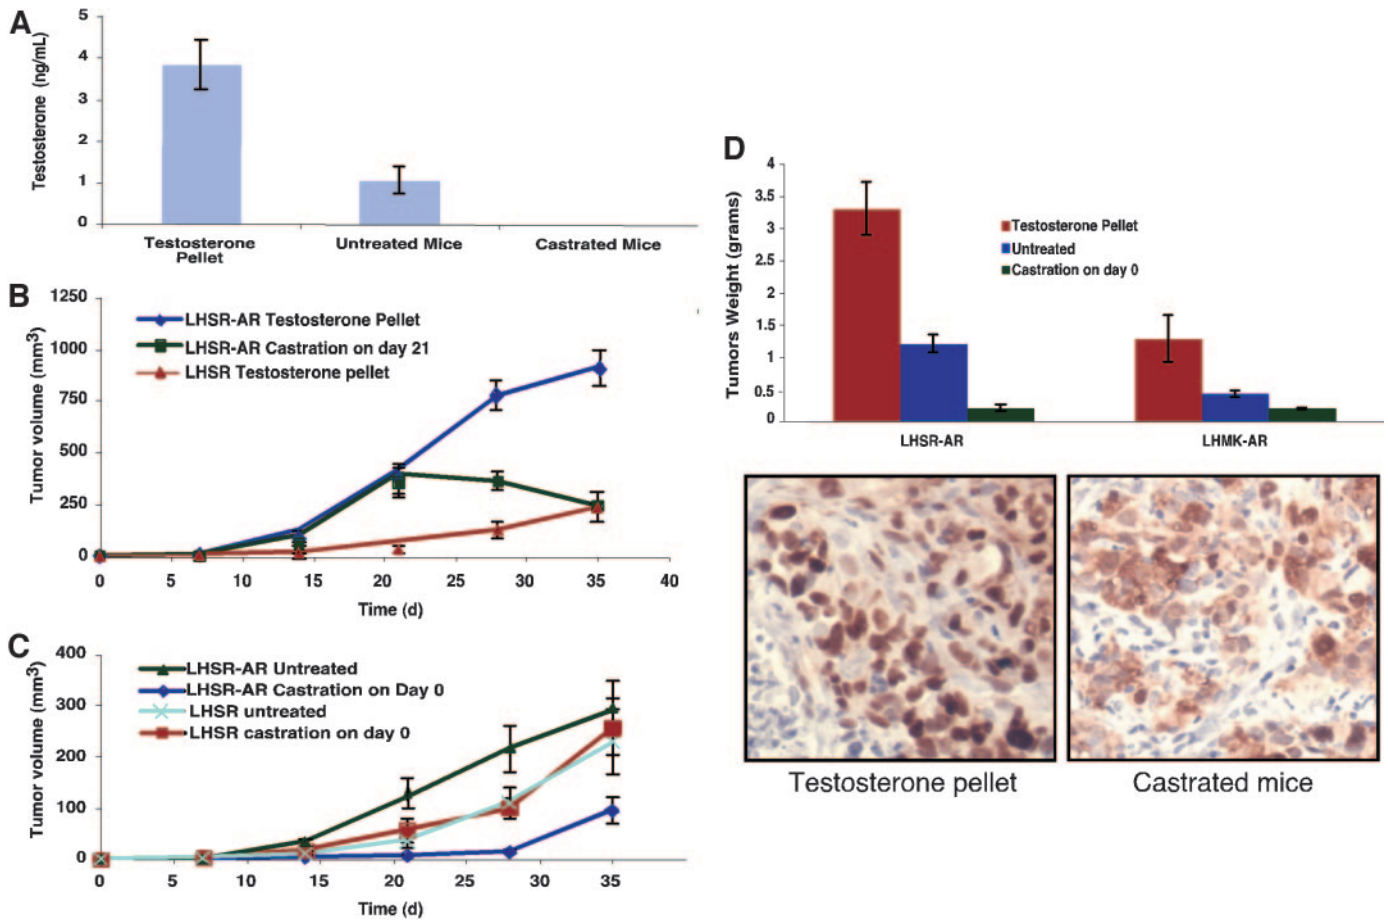 A
Testosterone (ng/mL)
5
4
3
2
1
0
Testosterone
Pellet
Untreated Mice
Castrated Mice
B
Tumor volume (mm3)
1250
1000
750
500
250
0
LHSR-AR Testosterone Pellet
LHSR-AR Castration on day 21
LHSR Testosterone pellet
0 5 10 15 20 25 30 35 40
Time (d)
C
Tumor volume (mm3)
400
300
200
100
0
LHSR-AR Untreated
LHSR-AR Castration on Day 0
LHSR untreated
LHSR castration on day 0
0 5 10 15 20 25 30 35
Time (d)
D
Tumors Weight (grams)
4
3.5
3
2.5
2
1.5
1
0.5
0
Testosterone Pellet
Untreated
Castration on day 0
LHSR-AR
LHMK-AR
Testosterone pellet
Castrated mice